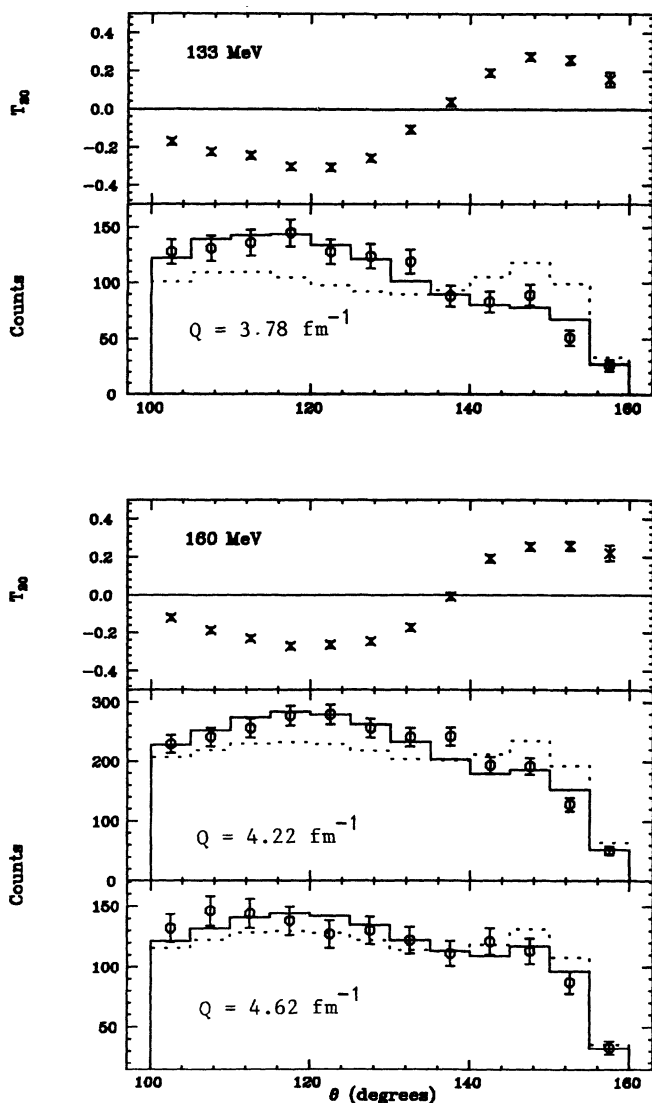 0.4
133 MeV
0.2
T₂₀
0.0
−0.2
−0.4
150
Counts
100
50
Q = 3.78 fm⁻¹
0
100
120
140
160
0.4
160 MeV
0.2
T₂₀
0.0
−0.2
−0.4
300
200
100
Q = 4.22 fm⁻¹
0
Counts
150
100
Q = 4.62 fm⁻¹
50
100
120
140
160
θ (degrees)